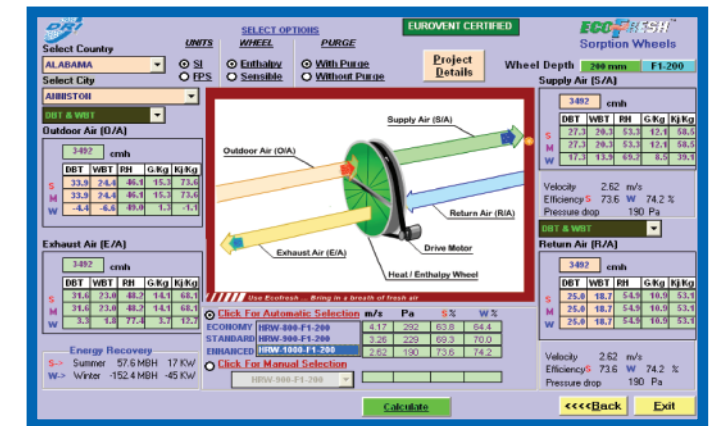 DRI
SELECT OPTIONS
EUROVENT CERTIFIED
ECOFRESH
Sorption Wheels
Select Country
UNITS WHEEL PURGE
ALABAMA
SI Enthalpy With Purge
FPS Sensible Without Purge
Project Details
Wheel Depth 200 mm F1-200
Select City
ANNISTON
DBT & WBT
Outdoor Air (O/A)
3492 cmh
DBT WBT RH G/Kg Kj/Kg
S 33.9 24.4 46.1 15.3 73.6
M 33.9 24.4 46.1 15.3 73.6
W -4.4 -6.6 49.0 1.3 -1.1
Exhaust Air (E/A)
3492 cmh
DBT WBT RH G/Kg Kj/Kg
S 31.6 23.0 48.2 14.1 68.1
M 31.6 23.0 48.2 14.1 68.1
W 3.3 1.8 77.4 3.7 12.7
Energy Recovery
S-> Summer 57.6 MBH 17 KW
W-> Winter -152.4 MBH -45 KW
Supply Air (S/A)
Outdoor Air (O/A)
Return Air (R/A)
Exhaust Air (E/A)
Drive Motor
Heat / Enthalpy Wheel
Use Ecofresh ... Bring in a breath of fresh air
Click For Automatic Selection m/s Pa S% W%
ECONOMY HRW-800-F1-200 4.17 292 63.8 64.4
STANDARD HRW-900-F1-200 3.26 229 69.3 70.0
ENHANCED HRW-1000-F1-200 2.62 190 73.6 74.2
Click For Manual Selection
HRW-900-F1-200
Calculate
Supply Air (S/A)
3492 cmh
DBT WBT RH G/Kg Kj/Kg
S 27.3 20.3 53.3 12.1 58.5
M 27.3 20.3 53.3 12.1 58.5
W 17.3 13.9 69.2 8.5 39.1
Velocity 2.62 m/s
Efficiency S 73.6 W 74.2 %
Pressure drop 190 Pa
DBT & WBT
Return Air (R/A)
3492 cmh
DBT WBT RH G/Kg Kj/Kg
S 25.0 18.7 54.9 10.9 53.1
M 25.0 18.7 54.9 10.9 53.1
W 25.0 18.7 54.9 10.9 53.1
Velocity 2.62 m/s
Efficiency S 73.6 W 74.2 %
Pressure drop 190 Pa
<<<<Back Exit